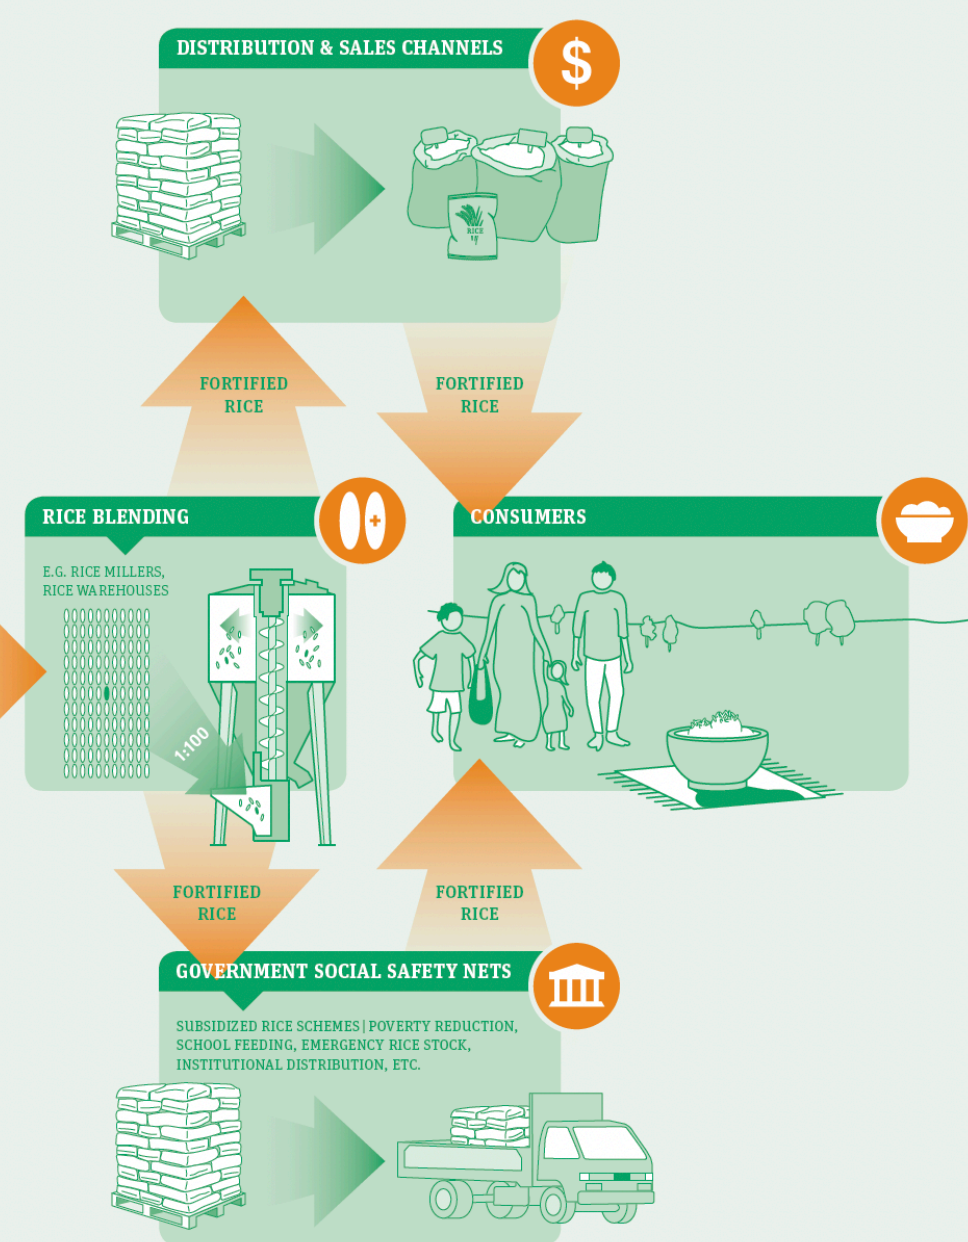 DISTRIBUTION & SALES CHANNELS
$
RICE
FORTIFIED
RICE
FORTIFIED
RICE
RICE BLENDING
CONSUMERS
E.G. RICE MILLERS,
RICE WAREHOUSES
1:100
FORTIFIED
RICE
FORTIFIED
RICE
GOVERNMENT SOCIAL SAFETY NETS
SUBSIDIZED RICE SCHEMES | POVERTY REDUCTION,
SCHOOL FEEDING, EMERGENCY RICE STOCK,
INSTITUTIONAL DISTRIBUTION, ETC.